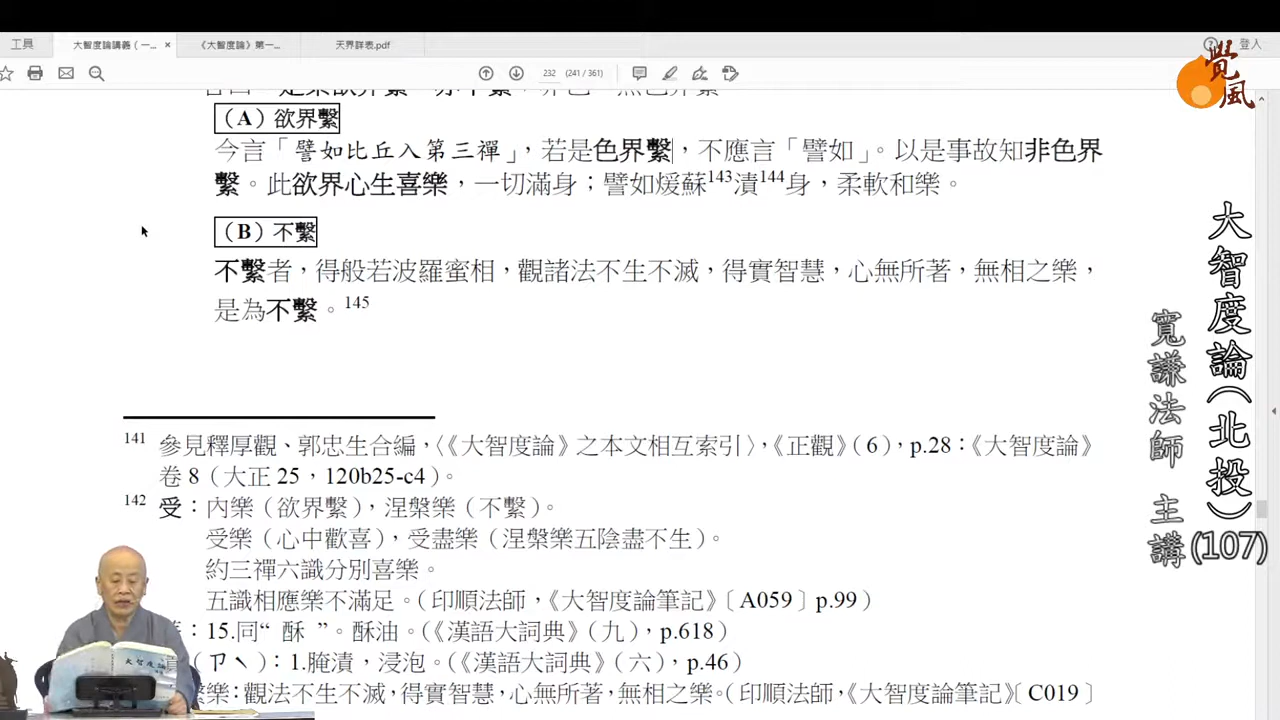 工具
大智度論講義（一...
×
《大智度論》第一...
天界詳表.pdf
登入
232
(241 / 361)
覺風
（A）欲界繫
今言「譬如比丘入第三禪」，若是色界繫，不應言「譬如」。以是事故知非色界
繫。此欲界心生喜樂，一切滿身；譬如煖蘇143漬144身，柔軟和樂。
（B）不繫
不繫者，得般若波羅蜜相，觀諸法不生不滅，得實智慧，心無所著，無相之樂，
是為不繫。145
141 參見釋厚觀、郭忠生合編，〈《大智度論》之本文相互索引〉，《正觀》（6），p.28：《大智度論》
卷 8（大正 25，120b25-c4）。
142 受：內樂（欲界繫），涅槃樂（不繫）。
受樂（心中歡喜），受盡樂（涅槃樂五陰盡不生）。
約三禪六識分別喜樂。
五識相應樂不滿足。（印順法師，《大智度論筆記》〔A059〕p.99）
：15.同“ 酥 ”。酥油。（《漢語大詞典》（九），p.618）
（ㄗㄟ）：1.腌漬，浸泡。（《漢語大詞典》（六），p.46）
繫樂：觀法不生不滅，得實智慧，心無所著，無相之樂。（印順法師，《大智度論筆記》〔C019〕
大智度論（北投）
(107)
寬謙法師 主講